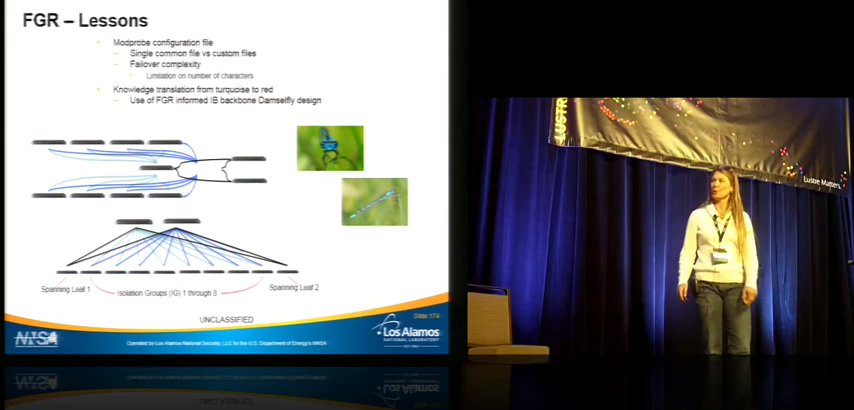 FGR – Lessons
Modprobe configuration file
Single common file vs custom files
Failover complexity
Limitation on number of characters
Knowledge translation from turquoise to red
Use of FGR informed IB backbone Damselfly design
Spanning Leaf 1
Isolation Groups (IG) 1 through 8
Spanning Leaf 2
UNCLASSIFIED
Slide 174
Operated by Los Alamos National Security, LLC for the U.S. Department of Energy's NNSA
Los Alamos
NATIONAL LABORATORY
LUSTRE
Lustre Matters